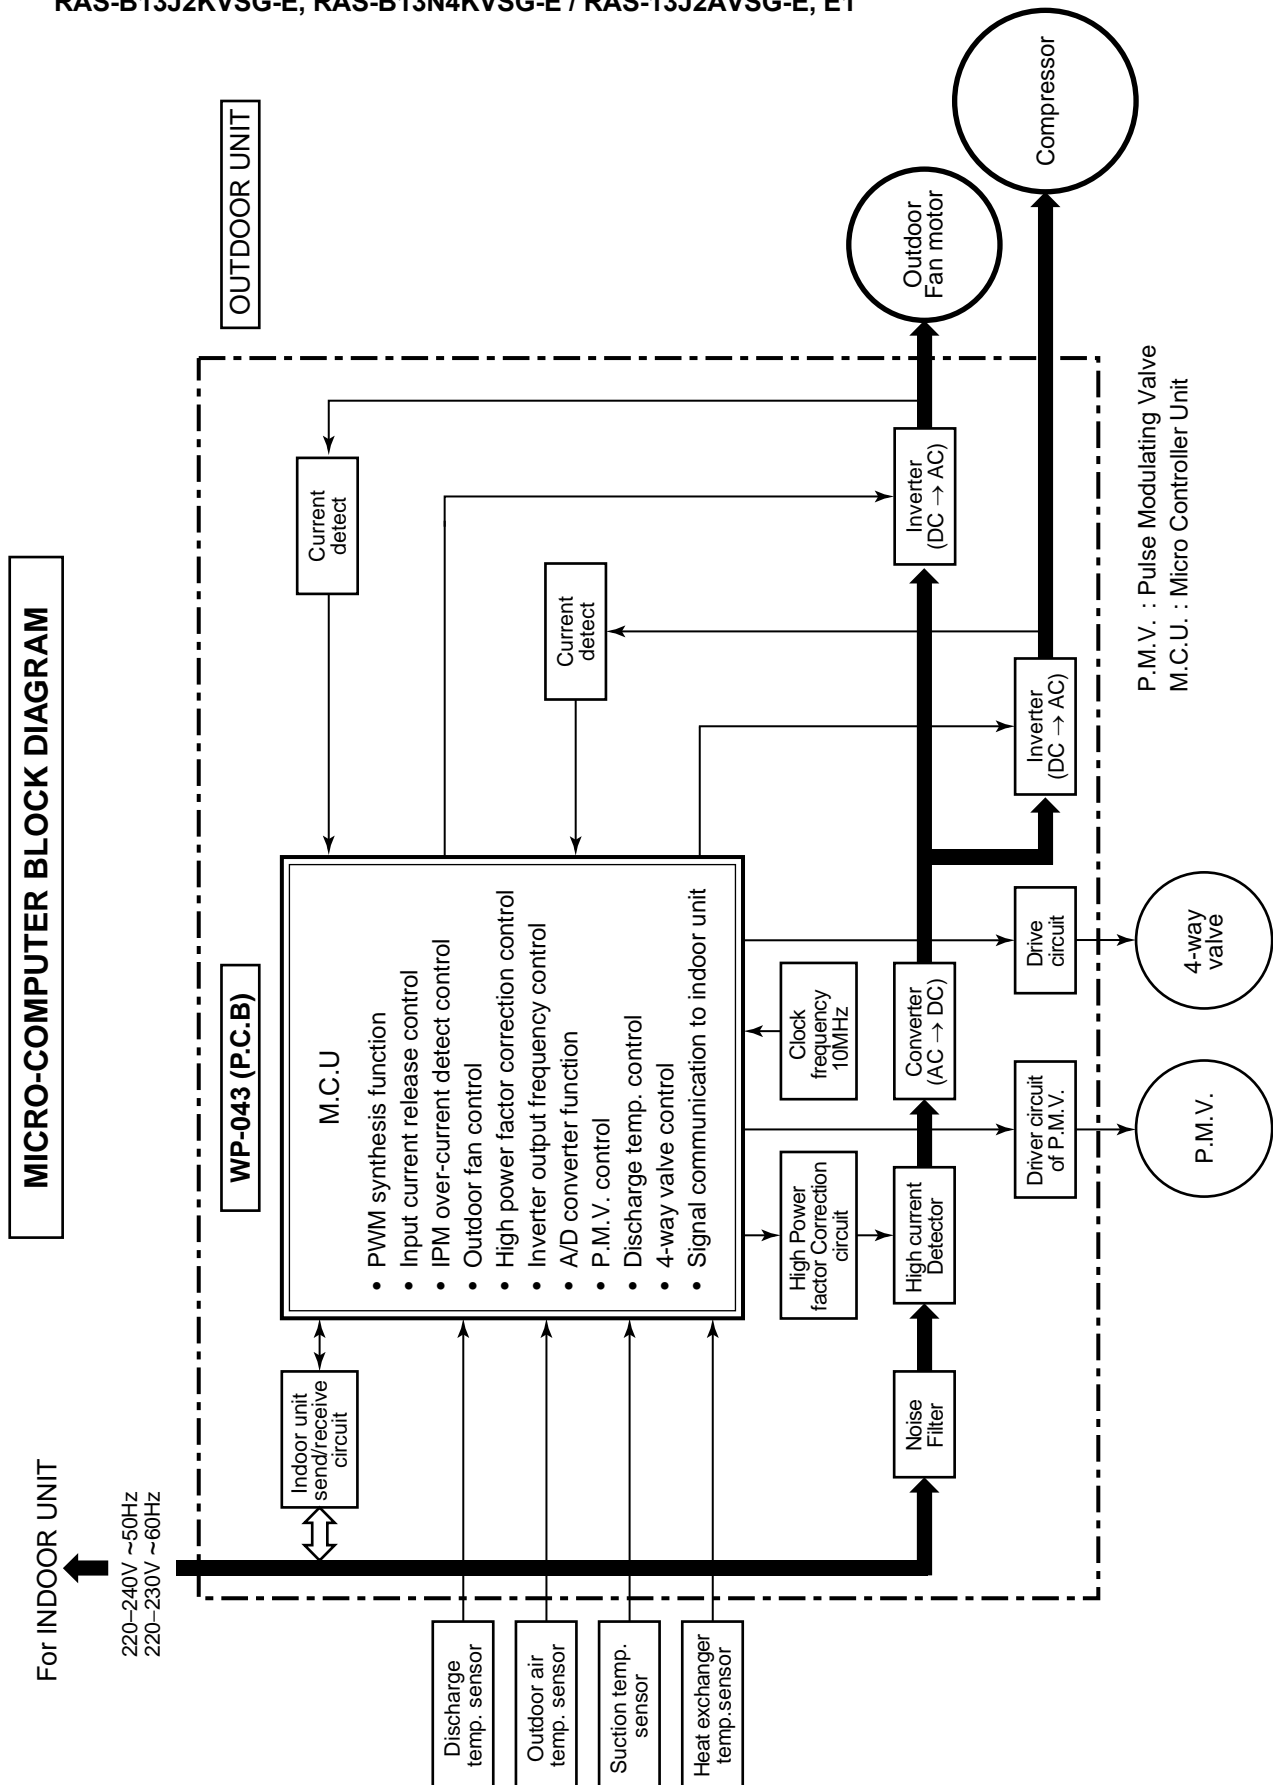 RAS-B13J2KVSG-E, RAS-B13N4KVSG-E / RAS-13J2AVSG-E, E1
MICRO-COMPUTER BLOCK DIAGRAM
For INDOOR UNIT
220–240V ~50Hz
220–230V ~60Hz
WP-043 (P.C.B)
OUTDOOR UNIT
Indoor unit
send/receive
circuit
M.C.U
• PWM synthesis function
• Input current release control
• IPM over-current detect control
• Outdoor fan control
• High power factor correction control
• Inverter output frequency control
• A/D converter function
• P.M.V. control
• Discharge temp. control
• 4-way valve control
• Signal communication to indoor unit
Current
detect
Current
detect
Discharge
temp. sensor
Outdoor air
temp. sensor
Suction temp.
sensor
Heat exchanger
temp.sensor
High Power
factor Correction
circuit
Clock
frequency
10MHz
Noise
Filter
High current
Detector
Converter
(AC → DC)
Inverter
(DC → AC)
Outdoor
Fan motor
Driver circuit
of P.M.V.
Drive
circuit
Inverter
(DC → AC)
Compressor
P.M.V.
4-way
valve
P.M.V. : Pulse Modulating Valve
M.C.U. : Micro Controller Unit